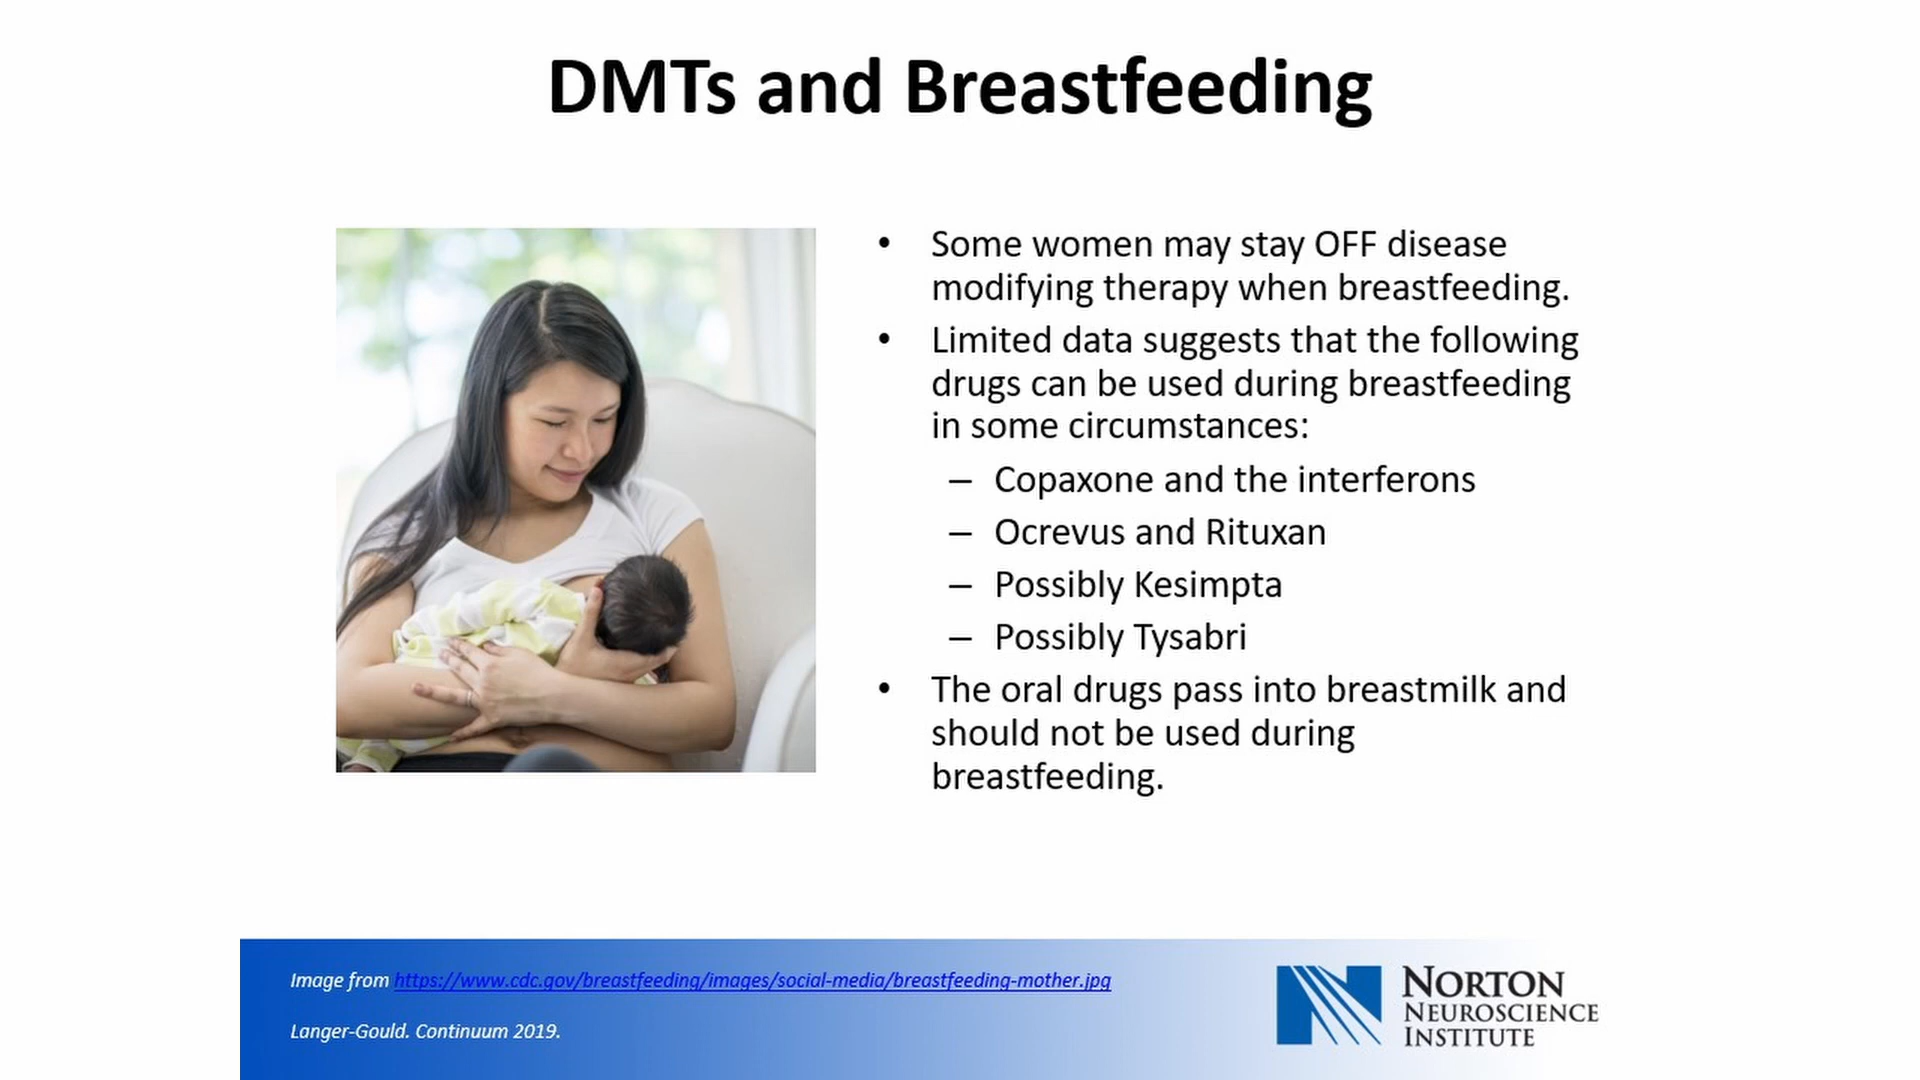 DMTs and Breastfeeding
• Some women may stay OFF disease
modifying therapy when breastfeeding.
• Limited data suggests that the following
drugs can be used during breastfeeding
in some circumstances:
– Copaxone and the interferons
– Ocrevus and Rituxan
– Possibly Kesimpta
– Possibly Tysabri
• The oral drugs pass into breastmilk and
should not be used during
breastfeeding.
Image from https://www.cdc.gov/breastfeeding/images/social-media/breastfeeding-mother.jpg
Langer-Gould. Continuum 2019.
NORTON
NEUROSCIENCE
INSTITUTE